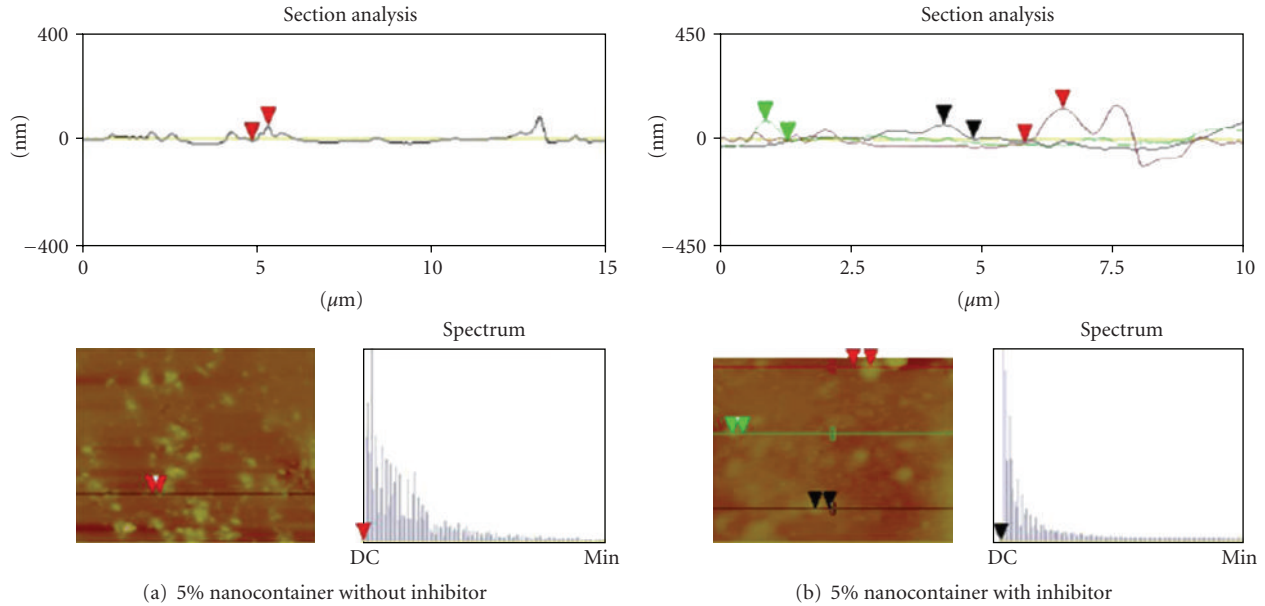 Section analysis
400
0
−400
(nm)
0
5
10
15
(μm)
Spectrum
DC
Min
(a) 5% nanocontainer without inhibitor
Section analysis
450
0
−450
(nm)
0
2.5
5
7.5
10
(μm)
Spectrum
DC
Min
(b) 5% nanocontainer with inhibitor